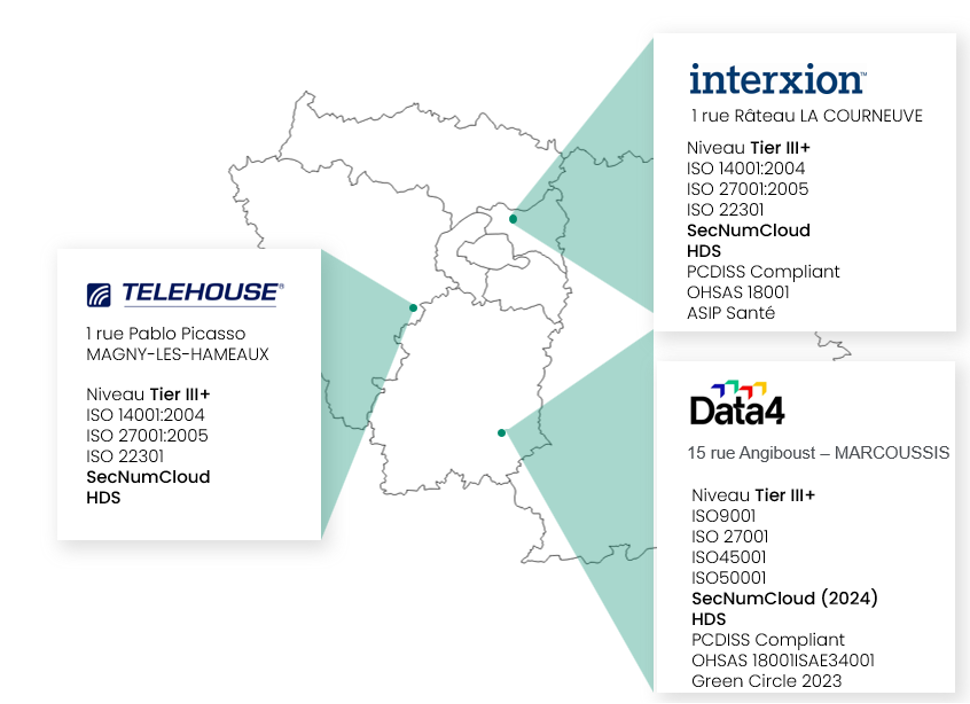 interxion™
1 rue Râteau LA COURNEUVE
Niveau Tier III+
ISO 14001:2004
ISO 27001:2005
ISO 22301
SecNumCloud
HDS
PCDISS Compliant
OHSAS 18001
ASIP Santé
TELEHOUSE®
1 rue Pablo Picasso
MAGNY-LES-HAMEAUX
Niveau Tier III+
ISO 14001:2004
ISO 27001:2005
ISO 22301
SecNumCloud
HDS
Data4
15 rue Angiboust – MARCOUSSIS
Niveau Tier III+
ISO9001
ISO 27001
ISO45001
ISO50001
SecNumCloud (2024)
HDS
PCDISS Compliant
OHSAS 18001ISAE34001
Green Circle 2023